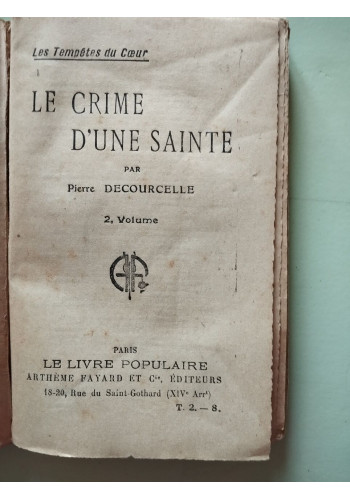 Les Tempêtes du Cœur
LE CRIME
D'UNE SAINTE
PAR
Pierre DECOURCELLE
2, Volume
PARIS
LE LIVRE POPULAIRE
ARTHÈME FAYARD ET Cie, ÉDITEURS
18-20, Rue du Saint-Gothard (XIVe Arrt)
T. 2. — S.